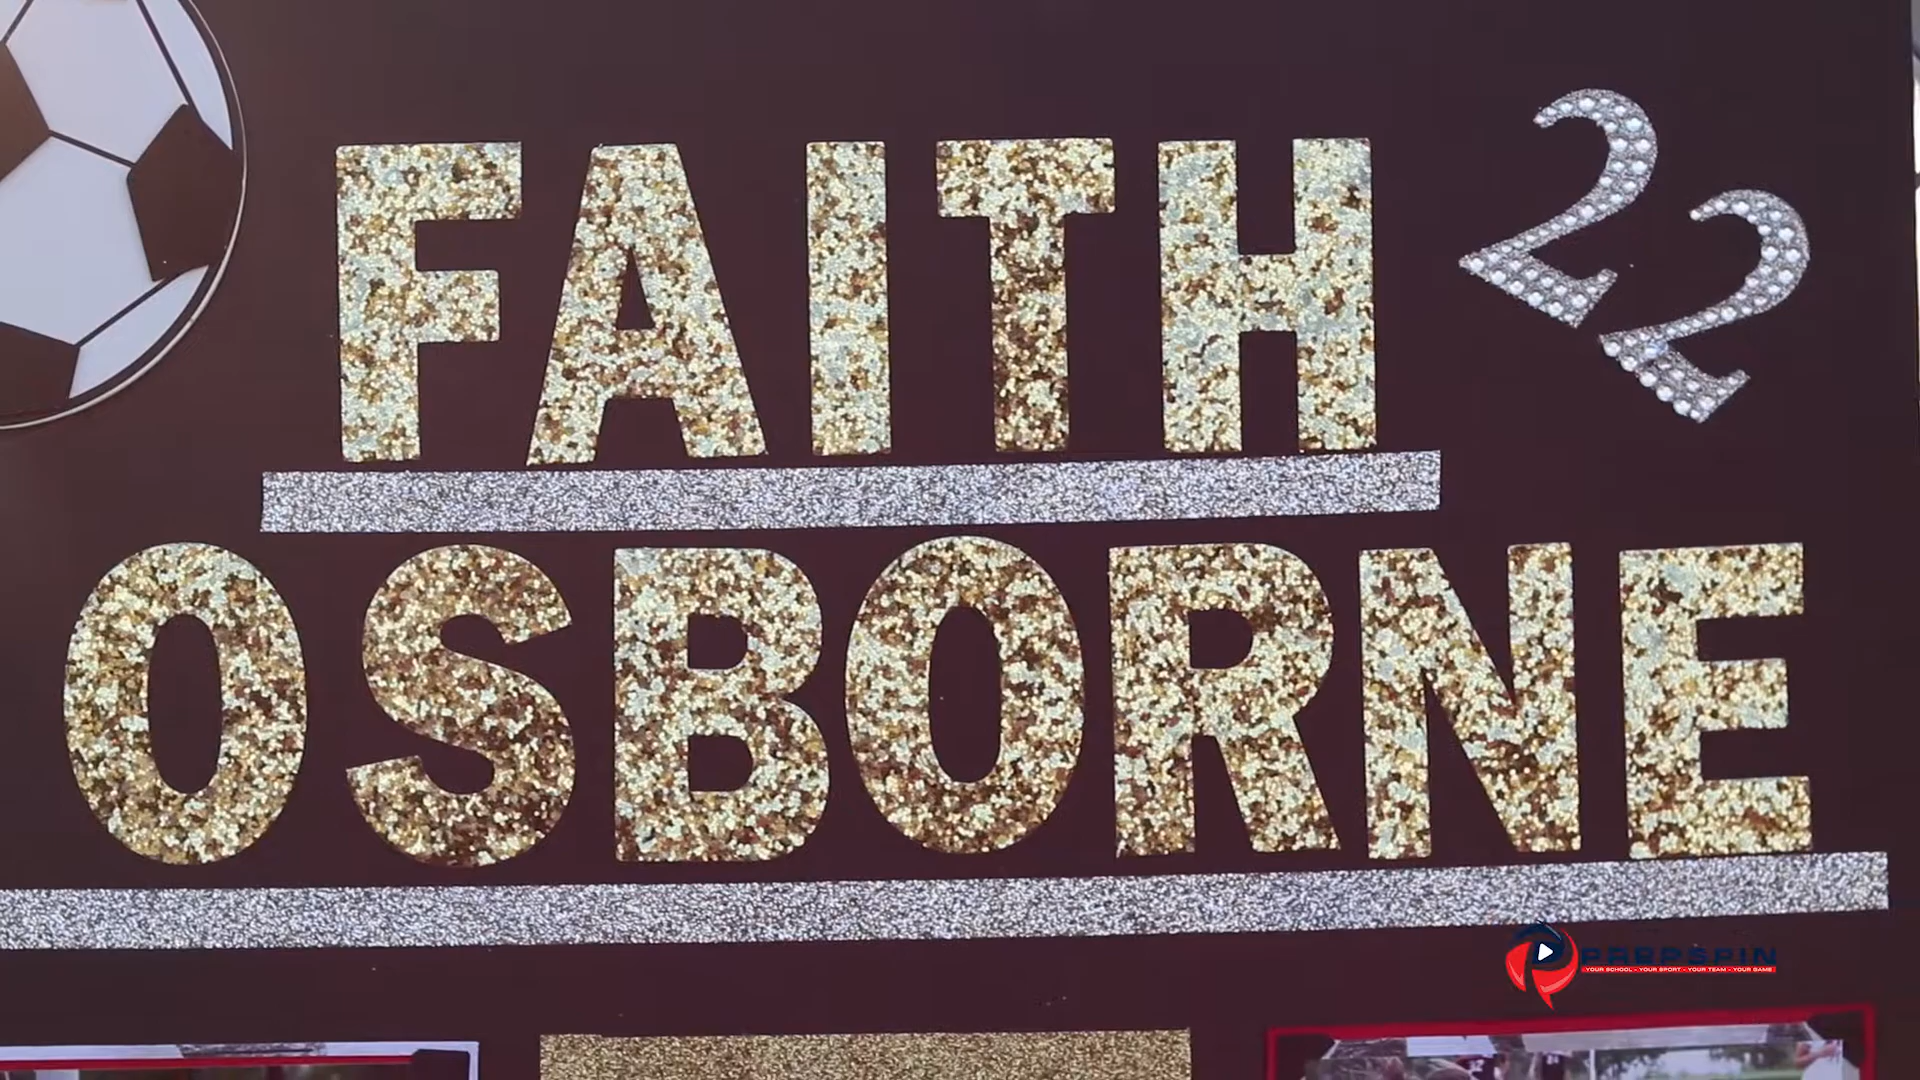 FAITH
22
OSBORNE
PREPSPIN
YOUR SCHOOL - YOUR SPORT - YOUR TEAM - YOUR GAME